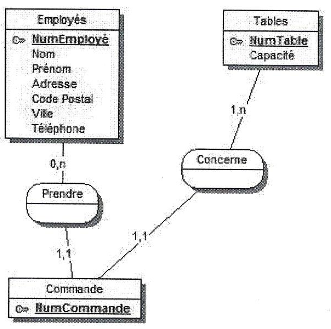 Employés
NumEmployé
Nom
Prénom
Adresse
Code Postal
Ville
Téléphone
Tables
NumTable
Capacité
0,n
1,n
Prendre
Concerne
1,1
1,1
Commande
NumCommande